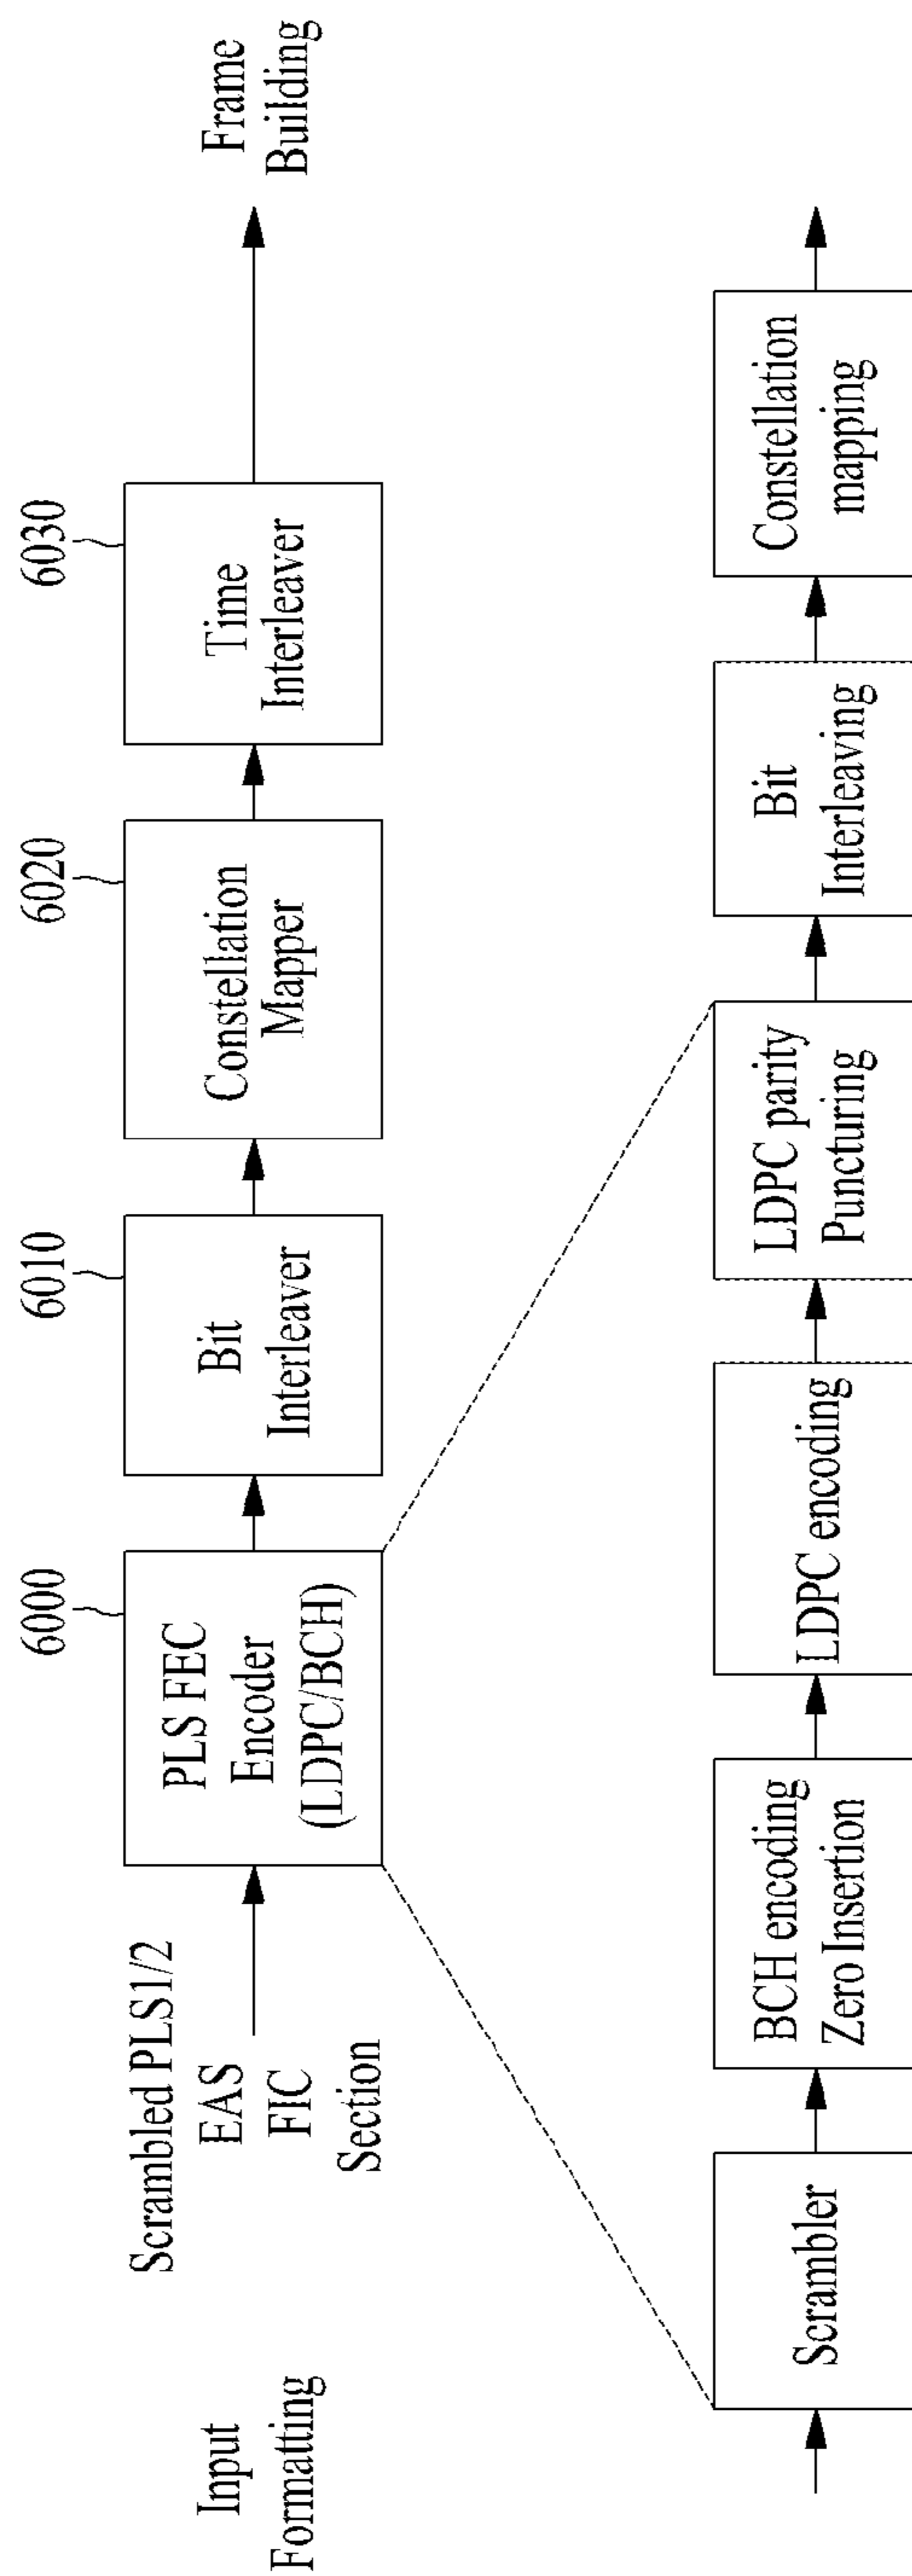 Input
Formatting
Scrambled PLS1/2
EAS
FIC
Section
6000
PLS FEC
Encoder
(LDPC/BCH)
6010
Bit
Interleaver
6020
Constellation
Mapper
6030
Time
Interleaver
Frame
Building
Scrambler
BCH encoding
Zero Insertion
LDPC encoding
LDPC parity
Puncturing
Bit
Interleaving
Constellation
mapping